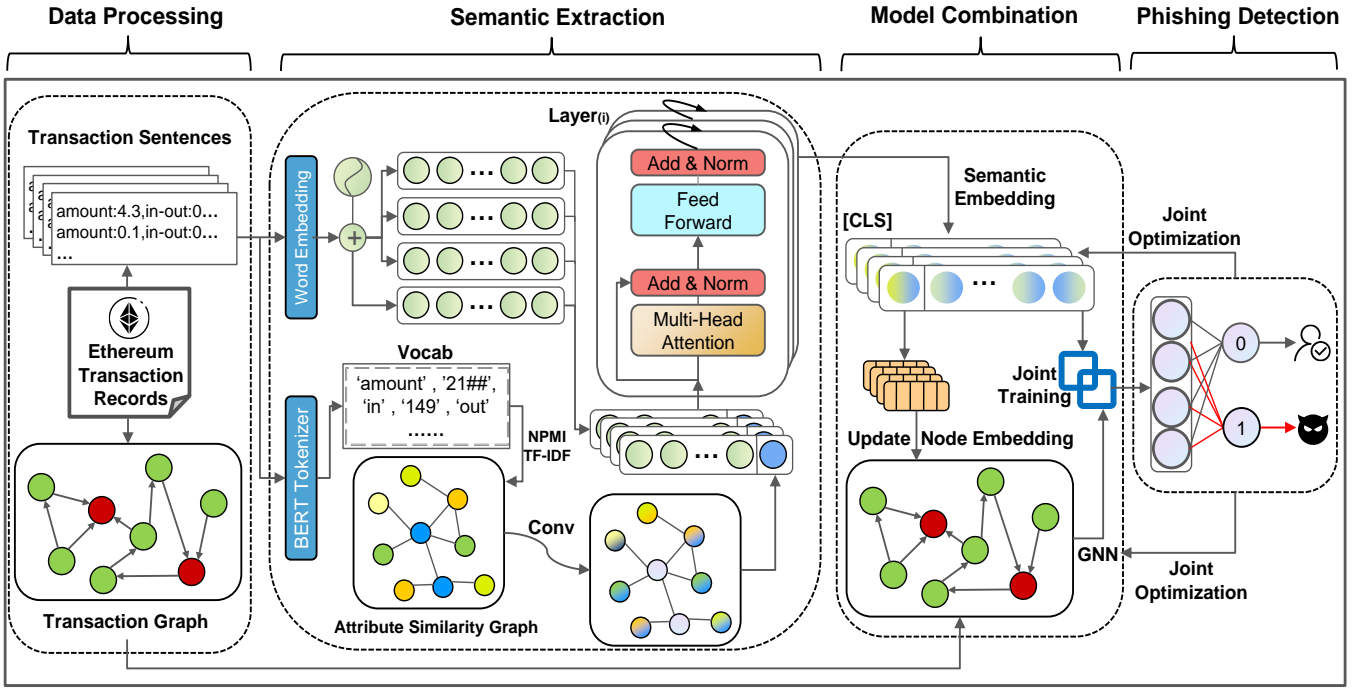 Data Processing
Semantic Extraction
Model Combination
Phishing Detection
Transaction Sentences
a
a
.
a
a
.
a
a
.
amount:4.3,in-out:0...
amount:0.1,in-out:0...
...
Ethereum
Transaction
Records
Transaction Graph
Word Embedding
+
...
...
...
...
BERT Tokenizer
Vocab
‘amount’ , ’21##’,
‘in’ , ‘149’ , ‘out’
......
NPMI
TF-IDF
Attribute Similarity Graph
Conv
Layer(i)
Add & Norm
Feed
Forward
Add & Norm
Multi-Head
Attention
...
Semantic
Embedding
[CLS]
...
Joint
Training
Update Node Embedding
GNN
Joint
Optimization
0
1
Joint
Optimization